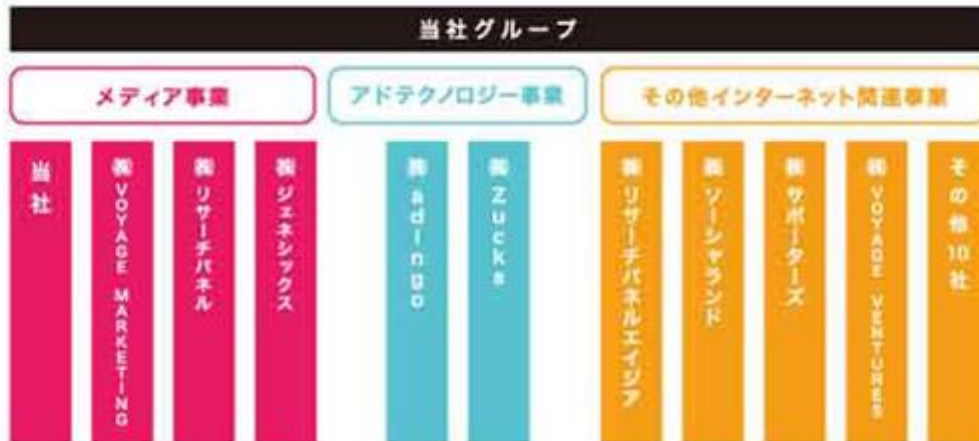 当社グループ
メディア事業
アドテクノロジー事業
その他インターネット関連事業
当社
㈱VOYAGE MARKETING
㈱リサーチパネル
㈱ジェネシックス
㈱adingo
㈱Zucks
㈱リサーチパネルエイジア
㈱ソーシャランド
㈱サポーターズ
㈱VOYAGE VENTURES
その他10社